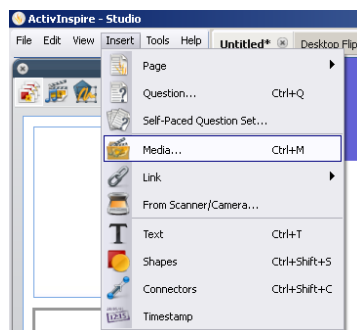 ActivInspire - Studio
File Edit View Insert Tools Help Untitled* Desktop Flip
Page
Question... Ctrl+Q
Self-Paced Question Set...
Media... Ctrl+M
Link
From Scanner/Camera...
Text Ctrl+T
Shapes Ctrl+Shift+S
Connectors Ctrl+Shift+C
Timestamp